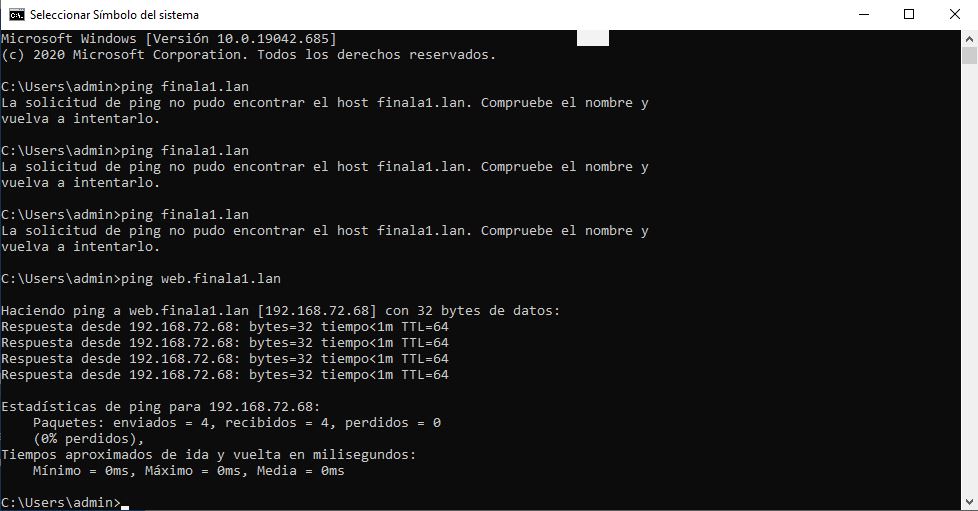 Seleccionar Símbolo del sistema
Microsoft Windows [Versión 10.0.19042.685]
(c) 2020 Microsoft Corporation. Todos los derechos reservados.
C:\Users\admin>ping finala1.lan
La solicitud de ping no pudo encontrar el host finala1.lan. Compruebe el nombre y
vuelva a intentarlo.
C:\Users\admin>ping finala1.lan
La solicitud de ping no pudo encontrar el host finala1.lan. Compruebe el nombre y
vuelva a intentarlo.
C:\Users\admin>ping finala1.lan
La solicitud de ping no pudo encontrar el host finala1.lan. Compruebe el nombre y
vuelva a intentarlo.
C:\Users\admin>ping web.finala1.lan
Haciendo ping a web.finala1.lan [192.168.72.68] con 32 bytes de datos:
Respuesta desde 192.168.72.68: bytes=32 tiempo<1m TTL=64
Respuesta desde 192.168.72.68: bytes=32 tiempo<1m TTL=64
Respuesta desde 192.168.72.68: bytes=32 tiempo<1m TTL=64
Respuesta desde 192.168.72.68: bytes=32 tiempo<1m TTL=64
Estadísticas de ping para 192.168.72.68:
Paquetes: enviados = 4, recibidos = 4, perdidos = 0
(0% perdidos),
Tiempos aproximados de ida y vuelta en milisegundos:
Mínimo = 0ms, Máximo = 0ms, Media = 0ms
C:\Users\admin>